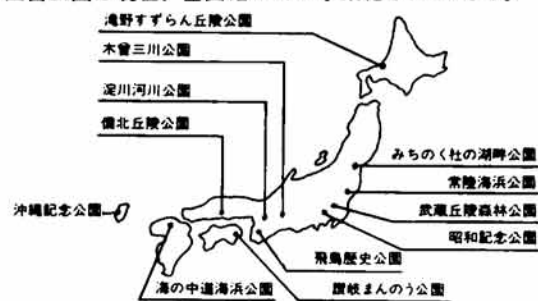 滝野すずらん丘陵公園
木曽三川公園
淀川河川公園
備北丘陵公園
みちのく杜の湖畔公園
常陸海浜公園
沖縄記念公園
武蔵丘陵森林公園
昭和記念公園
飛鳥歴史公園
海の中道海浜公園
讃岐まんのう公園